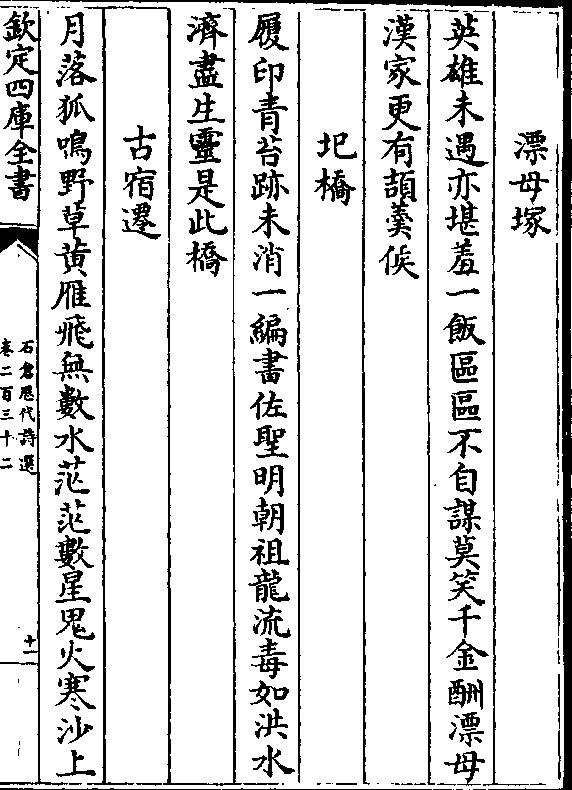 漂母塚
英雄未遇亦堪羞一飯區區不自謀莫笑千金酬漂母
漢家更有頡羹侯
圯橋
履印青苔跡未消一編書佐聖明朝祖龍流毒如洪水
濟盡生靈是此橋
古宿遷
月落狐鳴野草黄雁飛無數水茫茫數星鬼火寒沙上
欽定四庫全書
石倉歴代詩選
卷二百三十二
十一